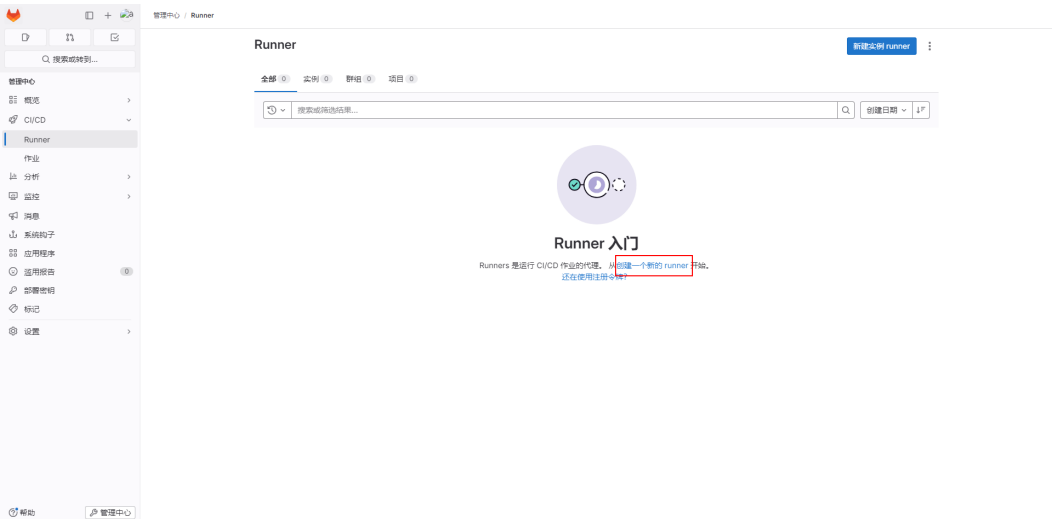 管理中心 / Runner
搜索或转到...
管理中心
概览
CI/CD
Runner
作业
分析
监控
消息
系统钩子
应用程序
滥用报告 0
部署密钥
标记
设置
帮助
管理中心
Runner
新建实例 runner
全部 0 实例 0 群组 0 项目 0
搜索或筛选结果...
创建日期
Runner 入门
Runners 是运行 CI/CD 作业的代理。 从创建一个新的 runner 开始。
还在使用注册令牌?